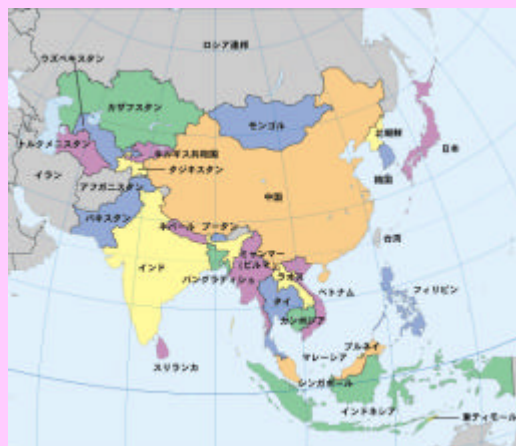 ロシア連邦
ウズベキスタン
カザフスタン
モンゴル
トルクメニスタン
キルギス共和国
タジキスタン
北朝鮮
日本
韓国
イラン
アフガニスタン
中国
パキスタン
ネパール ブータン
台湾
インド
ミャンマー
(ビルマ)
バングラディシュ
ラオス
ベトナム
タイ
フィリピン
カンボジア
スリランカ
ブルネイ
マレーシア
シンガポール
インドネシア
東ティモール